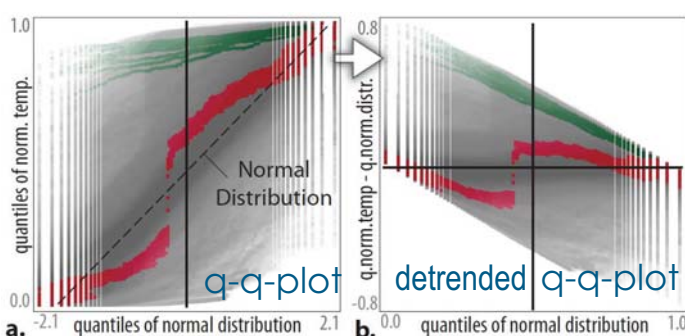 1.0
quantiles of norm. temp.
0.0
Normal
Distribution
q-q-plot
-2.1
quantiles of normal distribution
2.1
a.
0.8
q.norm.temp - q.norm.distr.
-0.8
detrended q-q-plot
0.0
quantiles of normal distribution
1.0
b.